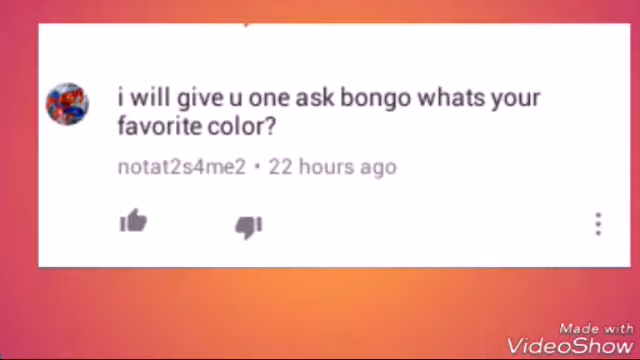 i will give u one ask bongo whats your
favorite color?
notat2s4me2 • 22 hours ago
Made with
VideoShow